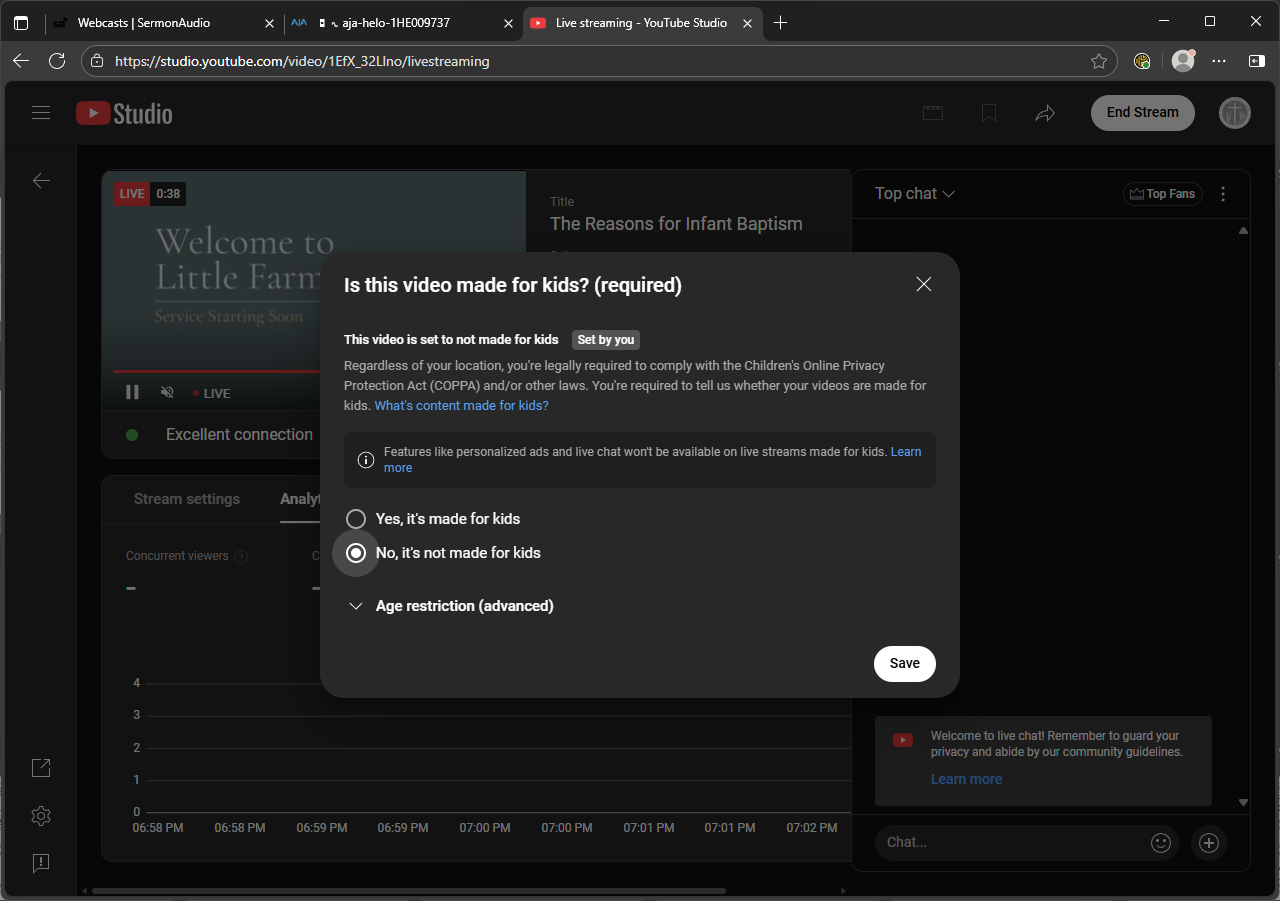 Webcasts | SermonAudio
AJA
aja-helo-1HE009737
Live streaming - YouTube Studio
https://studio.youtube.com/video/1EfX_32LIno/livestreaming
Studio
End Stream
LIVE 0:38
Welcome to
Little Farm
Service Starting Soon
LIVE
Excellent connection
Title
The Reasons for Infant Baptism
Top chat
Top Fans
Is this video made for kids? (required)
This video is set to not made for kids Set by you
Regardless of your location, you're legally required to comply with the Children's Online Privacy
Protection Act (COPPA) and/or other laws. You're required to tell us whether your videos are made for
kids. What's content made for kids?
Features like personalized ads and live chat won't be available on live streams made for kids. Learn
more
Yes, it's made for kids
No, it's not made for kids
Age restriction (advanced)
Save
Stream settings
Analyt
Concurrent viewers ?
C
4
3
2
1
0
06:58 PM 06:58 PM 06:59 PM 06:59 PM 07:00 PM 07:00 PM 07:01 PM 07:01 PM 07:02 PM
Welcome to live chat! Remember to guard your
privacy and abide by our community guidelines.
Learn more
Chat...